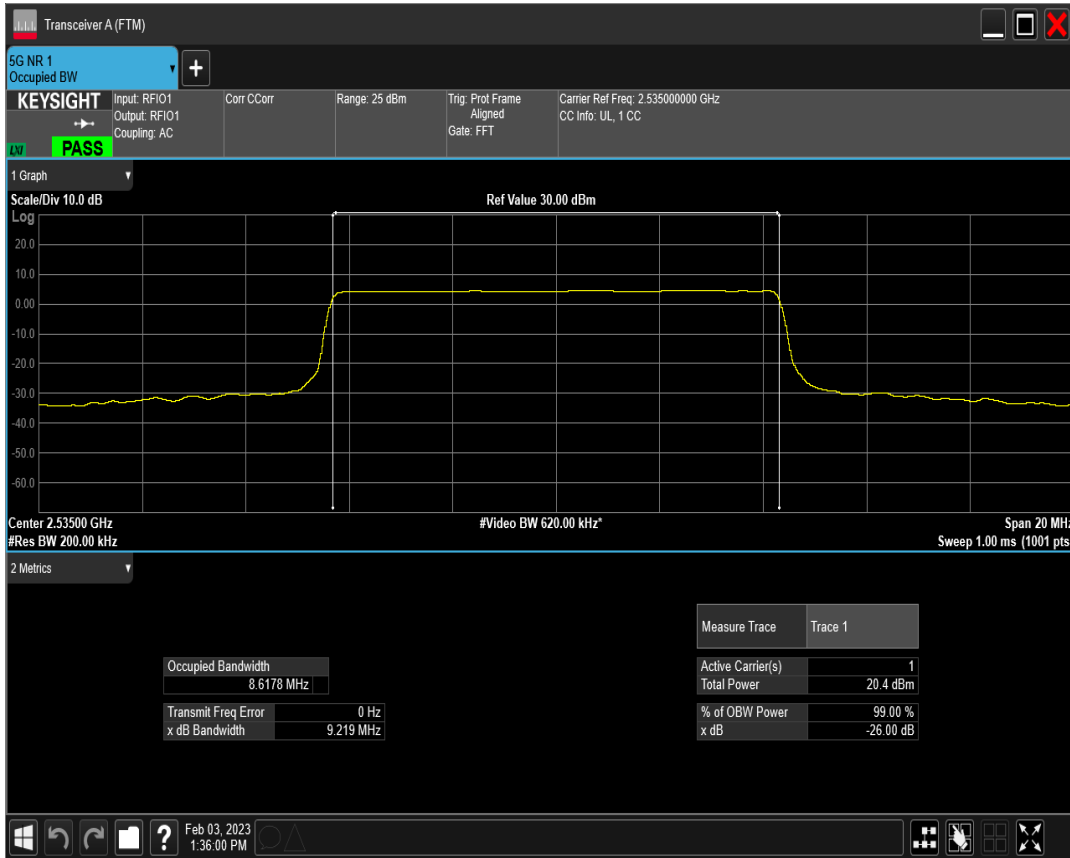 Transceiver A (FTM)
5G NR 1
Occupied BW
+
KEYSIGHT
LXI
PASS
Input: RFIO1
Output: RFIO1
Coupling: AC
Corr CCorr
Range: 25 dBm
Trig: Prot Frame
Aligned
Gate: FFT
Carrier Ref Freq: 2.535000000 GHz
CC Info: UL, 1 CC
1 Graph
Scale/Div 10.0 dB
Ref Value 30.00 dBm
Log
20.0
10.0
0.00
-10.0
-20.0
-30.0
-40.0
-50.0
-60.0
Center 2.53500 GHz
#Video BW 620.00 kHz*
Span 20 MHz
#Res BW 200.00 kHz
Sweep 1.00 ms (1001 pts
2 Metrics
Measure Trace Trace 1
Occupied Bandwidth
8.6178 MHz
Active Carrier(s) 1
Total Power 20.4 dBm
Transmit Freq Error 0 Hz
x dB Bandwidth 9.219 MHz
% of OBW Power 99.00 %
x dB -26.00 dB
?
Feb 03, 2023
1:36:00 PM